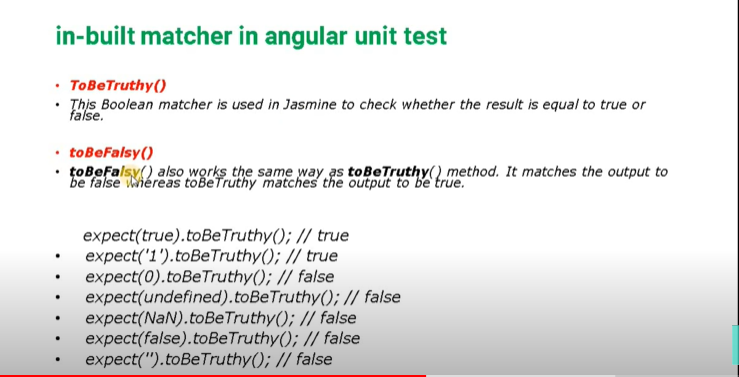 in-built matcher in angular unit test
• ToBeTruthy()
• This Boolean matcher is used in Jasmine to check whether the result is equal to true or
false.
• toBeFalsy()
• toBeFalsy() also works the same way as toBeTruthy() method. It matches the output to
be false whereas toBeTruthy matches the output to be true.
expect(true).toBeTruthy(); // true
• expect('1').toBeTruthy(); // true
• expect(0).toBeTruthy(); // false
• expect(undefined).toBeTruthy(); // false
• expect(NaN).toBeTruthy(); // false
• expect(false).toBeTruthy(); // false
• expect('').toBeTruthy(); // false